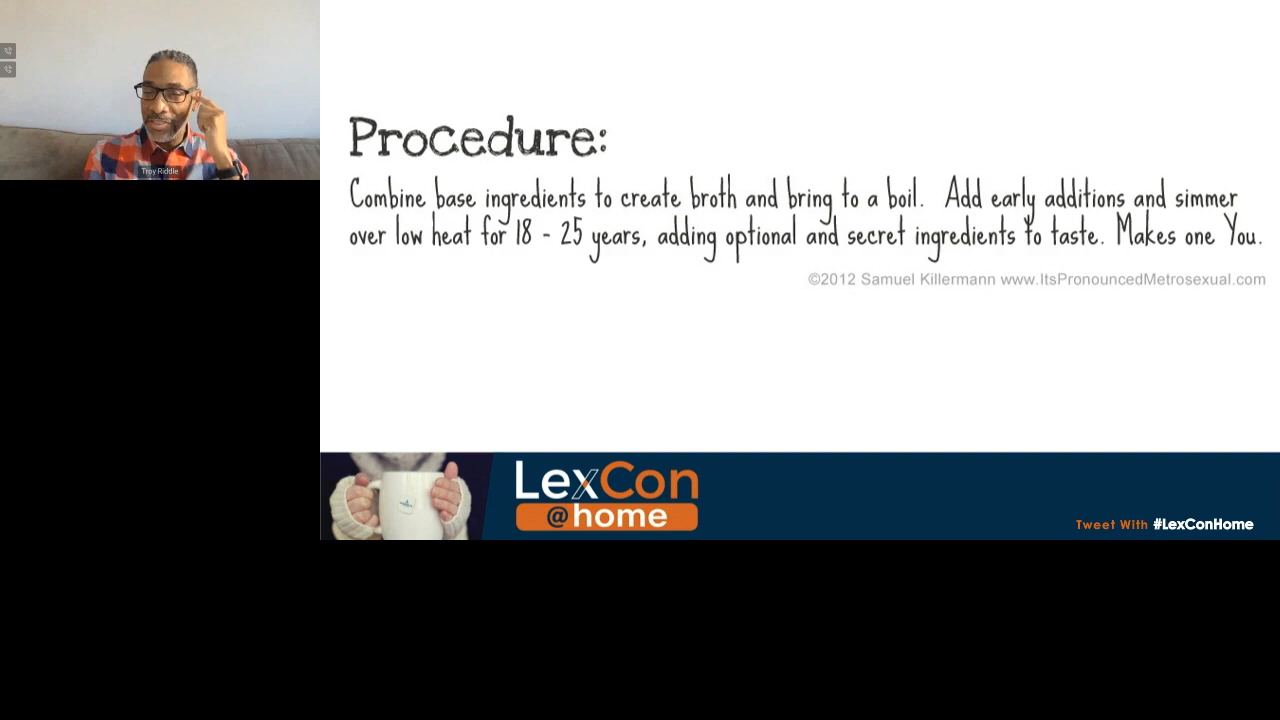 Troy Riddle
Procedure:
Combine base ingredients to create broth and bring to a boil.  Add early additions and simmer
over low heat for 18 - 25 years, adding optional and secret ingredients to taste. Makes one You.
©2012 Samuel Killermann www.ItsPronouncedMetrosexual.com
LexCon
@home
Tweet With #LexConHome